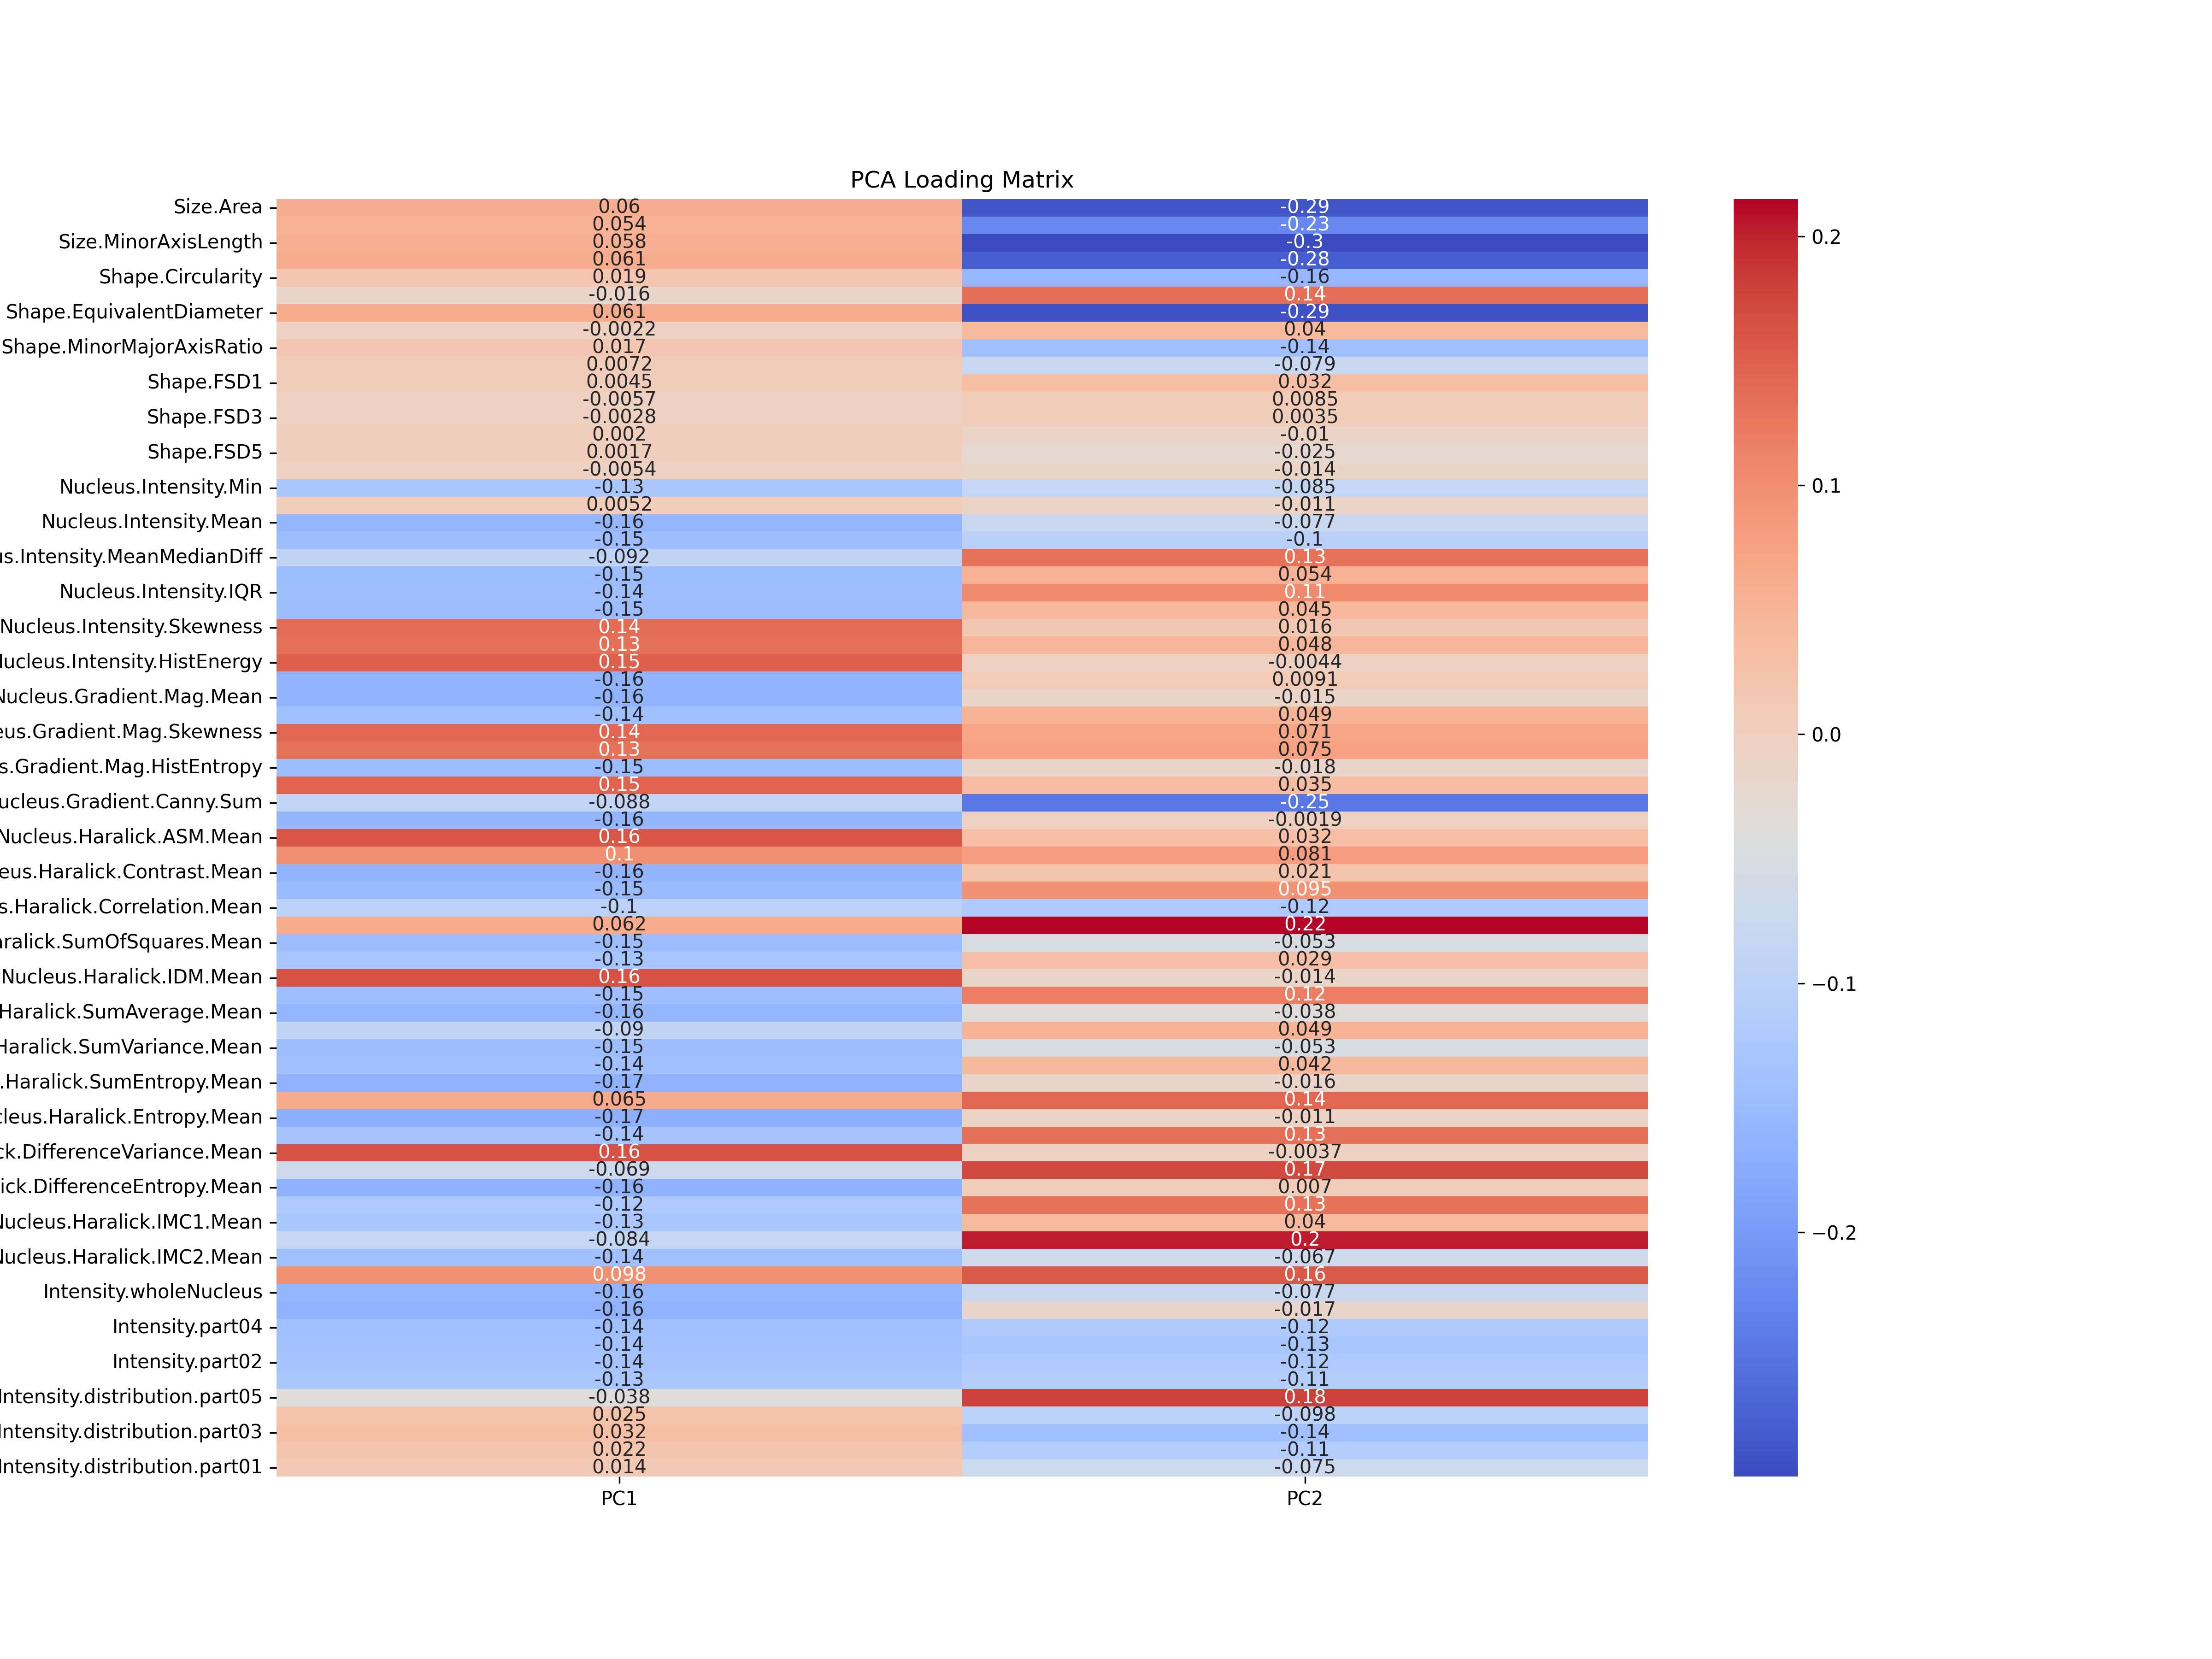 PCA Loading Matrix
Size.Area 0.06 -0.29
0.054 -0.23
Size.MinorAxisLength 0.058 -0.3
0.061 -0.28
Shape.Circularity 0.019 -0.16
-0.016 0.14
Shape.EquivalentDiameter 0.061 -0.29
-0.0022 0.04
Shape.MinorMajorAxisRatio 0.017 -0.14
0.0072 -0.079
Shape.FSD1 0.0045 0.032
-0.0057 0.0085
Shape.FSD3 -0.0028 0.0035
0.002 -0.01
Shape.FSD5 0.0017 -0.025
-0.0054 -0.014
Nucleus.Intensity.Min -0.13 -0.085
0.0052 -0.011
Nucleus.Intensity.Mean -0.16 -0.077
-0.15 -0.1
us.Intensity.MeanMedianDiff -0.092 0.13
-0.15 0.054
Nucleus.Intensity.IQR -0.14 0.11
-0.15 0.045
Nucleus.Intensity.Skewness 0.14 0.016
0.13 0.048
Nucleus.Intensity.HistEnergy 0.15 -0.0044
-0.16 0.0091
Nucleus.Gradient.Mag.Mean -0.16 -0.015
-0.14 0.049
eus.Gradient.Mag.Skewness 0.14 0.071
0.13 0.075
s.Gradient.Mag.HistEntropy -0.15 -0.018
0.15 0.035
ucleus.Gradient.Canny.Sum -0.088 -0.25
-0.16 -0.0019
Nucleus.Haralick.ASM.Mean 0.16 0.032
0.1 0.081
eus.Haralick.Contrast.Mean -0.16 0.021
-0.15 0.095
s.Haralick.Correlation.Mean -0.1 -0.12
0.062 0.22
aralick.SumOfSquares.Mean -0.15 -0.053
-0.13 0.029
Nucleus.Haralick.IDM.Mean 0.16 -0.014
-0.15 0.12
Haralick.SumAverage.Mean -0.16 -0.038
-0.09 0.049
Haralick.SumVariance.Mean -0.15 -0.053
-0.14 0.042
.Haralick.SumEntropy.Mean -0.17 -0.016
0.065 0.14
cleus.Haralick.Entropy.Mean -0.17 -0.011
-0.14 0.13
ck.DifferenceVariance.Mean 0.16 -0.0037
-0.069 0.17
ick.DifferenceEntropy.Mean -0.16 0.007
-0.12 0.13
Nucleus.Haralick.IMC1.Mean -0.13 0.04
-0.084 0.2
Nucleus.Haralick.IMC2.Mean -0.14 -0.067
0.098 0.16
Intensity.wholeNucleus -0.16 -0.077
-0.16 -0.017
Intensity.part04 -0.14 -0.12
-0.14 -0.13
Intensity.part02 -0.14 -0.12
-0.13 -0.11
Intensity.distribution.part05 -0.038 0.18
0.025 -0.098
Intensity.distribution.part03 0.032 -0.14
0.022 -0.11
Intensity.distribution.part01 0.014 -0.075
PC1 PC2
0.2
0.1
0.0
−0.1
−0.2